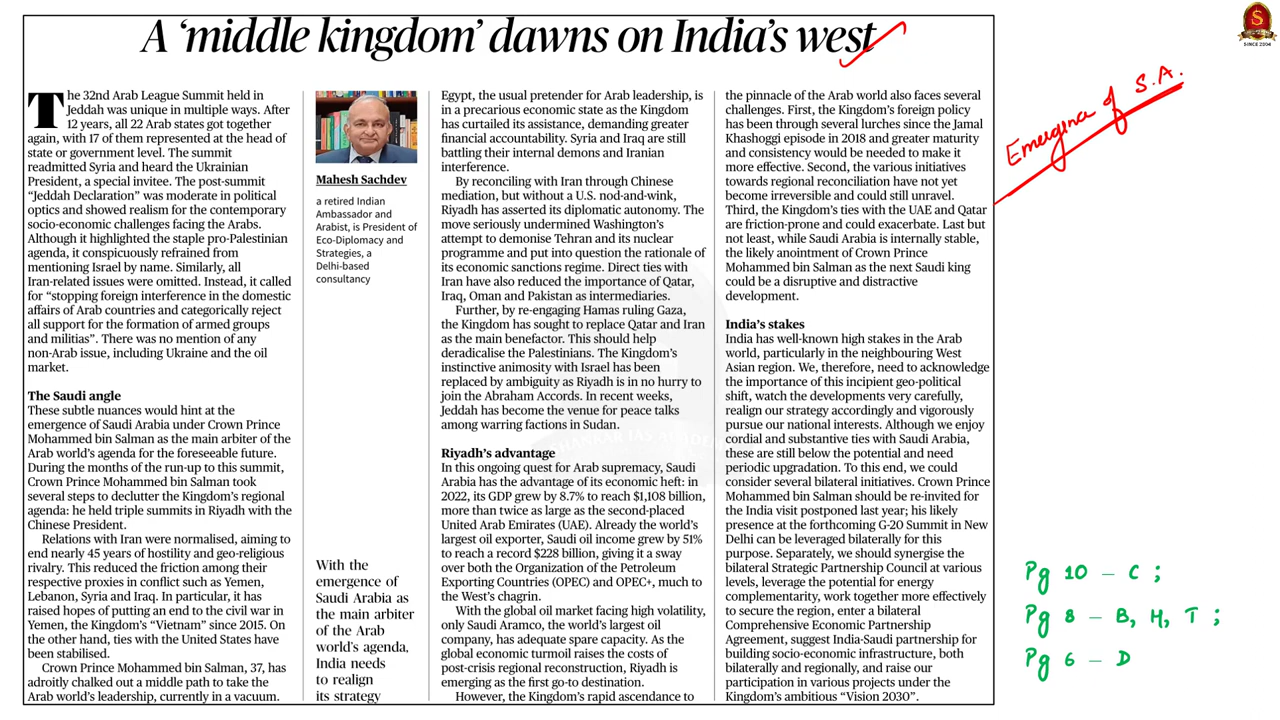 A ‘middle kingdom’ dawns on India’s west
The 32nd Arab League Summit held in
Jeddah was unique in multiple ways. After
12 years, all 22 Arab states got together
again, with 17 of them represented at the head of
state or government level. The summit
readmitted Syria and heard the Ukrainian
President, a special invitee. The post-summit
“Jeddah Declaration” was moderate in political
optics and showed realism for the contemporary
socio-economic challenges facing the Arabs.
Although it highlighted the staple pro-Palestinian
agenda, it conspicuously refrained from
mentioning Israel by name. Similarly, all
Iran-related issues were omitted. Instead, it called
for “stopping foreign interference in the domestic
affairs of Arab countries and categorically reject
all support for the formation of armed groups
and militias”. There was no mention of any
non-Arab issue, including Ukraine and the oil
market.
The Saudi angle
These subtle nuances would hint at the
emergence of Saudi Arabia under Crown Prince
Mohammed bin Salman as the main arbiter of the
Arab world’s agenda for the foreseeable future.
During the months of the run-up to this summit,
Crown Prince Mohammed bin Salman took
several steps to declutter the Kingdom’s regional
agenda: he held triple summits in Riyadh with the
Chinese President.
Relations with Iran were normalised, aiming to
end nearly 45 years of hostility and geo-religious
rivalry. This reduced the friction among their
respective proxies in conflict such as Yemen,
Lebanon, Syria and Iraq. In particular, it has
raised hopes of putting an end to the civil war in
Yemen, the Kingdom’s “Vietnam” since 2015. On
the other hand, ties with the United States have
been stabilised.
Crown Prince Mohammed bin Salman, 37, has
adroitly chalked out a middle path to take the
Arab world’s leadership, currently in a vacuum.
Mahesh Sachdev
a retired Indian
Ambassador and
Arabist, is President of
Eco-Diplomacy and
Strategies, a
Delhi-based
consultancy
With the
emergence of
Saudi Arabia as
the main arbiter
of the Arab
world’s agenda,
India needs
to realign
its strategy
Egypt, the usual pretender for Arab leadership, is
in a precarious economic state as the Kingdom
has curtailed its assistance, demanding greater
financial accountability. Syria and Iraq are still
battling their internal demons and Iranian
interference.
By reconciling with Iran through Chinese
mediation, but without a U.S. nod-and-wink,
Riyadh has asserted its diplomatic autonomy. The
move seriously undermined Washington’s
attempt to demonise Tehran and its nuclear
programme and put into question the rationale of
its economic sanctions regime. Direct ties with
Iran have also reduced the importance of Qatar,
Iraq, Oman and Pakistan as intermediaries.
Further, by re-engaging Hamas ruling Gaza,
the Kingdom has sought to replace Qatar and Iran
as the main benefactor. This should help
deradicalise the Palestinians. The Kingdom’s
instinctive animosity with Israel has been
replaced by ambiguity as Riyadh is in no hurry to
join the Abraham Accords. In recent weeks,
Jeddah has become the venue for peace talks
among warring factions in Sudan.
Riyadh’s advantage
In this ongoing quest for Arab supremacy, Saudi
Arabia has the advantage of its economic heft: in
2022, its GDP grew by 8.7% to reach $1,108 billion,
more than twice as large as the second-placed
United Arab Emirates (UAE). Already the world’s
largest oil exporter, Saudi oil income grew by 51%
to reach a record $228 billion, giving it a sway
over both the Organization of the Petroleum
Exporting Countries (OPEC) and OPEC+, much to
the West’s chagrin.
With the global oil market facing high volatility,
only Saudi Aramco, the world’s largest oil
company, has adequate spare capacity. As the
global economic turmoil raises the costs of
post-crisis regional reconstruction, Riyadh is
emerging as the first go-to destination.
However, the Kingdom’s rapid ascendance to
the pinnacle of the Arab world also faces several
challenges. First, the Kingdom’s foreign policy
has been through several lurches since the Jamal
Khashoggi episode in 2018 and greater maturity
and consistency would be needed to make it
more effective. Second, the various initiatives
towards regional reconciliation have not yet
become irreversible and could still unravel.
Third, the Kingdom’s ties with the UAE and Qatar
are friction-prone and could exacerbate. Last but
not least, while Saudi Arabia is internally stable,
the likely anointment of Crown Prince
Mohammed bin Salman as the next Saudi king
could be a disruptive and distractive
development.
India’s stakes
India has well-known high stakes in the Arab
world, particularly in the neighbouring West
Asian region. We, therefore, need to acknowledge
the importance of this incipient geo-political
shift, watch the developments very carefully,
realign our strategy accordingly and vigorously
pursue our national interests. Although we enjoy
cordial and substantive ties with Saudi Arabia,
these are still below the potential and need
periodic upgradation. To this end, we could
consider several bilateral initiatives. Crown Prince
Mohammed bin Salman should be re-invited for
the India visit postponed last year; his likely
presence at the forthcoming G-20 Summit in New
Delhi can be leveraged bilaterally for this
purpose. Separately, we should synergise the
bilateral Strategic Partnership Council at various
levels, leverage the potential for energy
complementarity, work together more effectively
to secure the region, enter a bilateral
Comprehensive Economic Partnership
Agreement, suggest India-Saudi partnership for
building socio-economic infrastructure, both
bilaterally and regionally, and raise our
participation in various projects under the
Kingdom’s ambitious “Vision 2030”.
Emergence of S.A.
Pg 10 - C ;
Pg 8 - B, H, T ;
Pg 6 - D
SINCE 2004
SHANKAR IAS ACADEMY